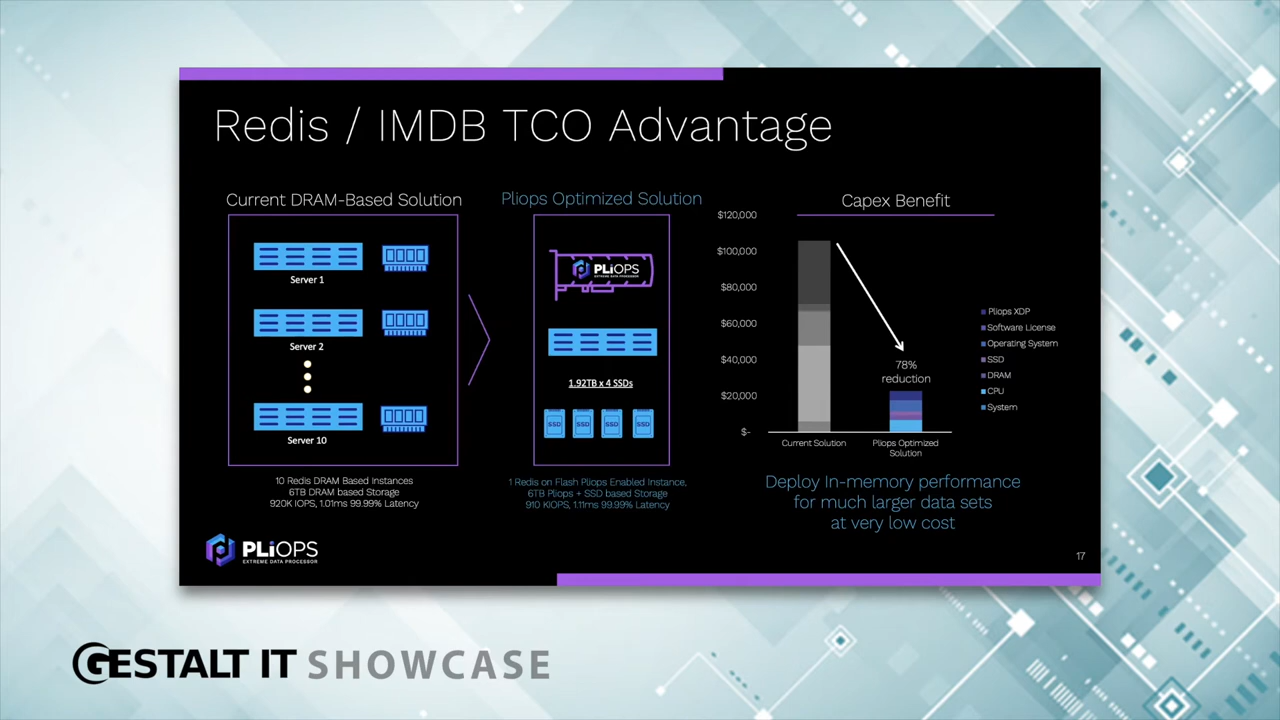 Redis / IMDB TCO Advantage
Current DRAM-Based Solution
Server 1
Server 2
Server 10
10 Redis DRAM Based Instances
6TB DRAM based Storage
920K IOPS, 1.01ms 99.99% Latency
Pliops Optimized Solution
PLiOPS
EXTREME DATA PROCESSOR
1.92TB x 4 SSDs
SSD SSD SSD SSD
1 Redis on Flash Pliops Enabled Instance,
6TB Pliops + SSD based Storage
910 KIOPS, 1.11ms 99.99% Latency
Capex Benefit
$120,000
$100,000
$80,000
$60,000
$40,000
$20,000
$-
78%
reduction
Current Solution
Pliops Optimized
Solution
Pliops XDP
Software License
Operating System
SSD
DRAM
CPU
System
Deploy In-memory performance
for much larger data sets
at very low cost
PLiOPS
EXTREME DATA PROCESSOR
17
GESTALT IT SHOWCASE